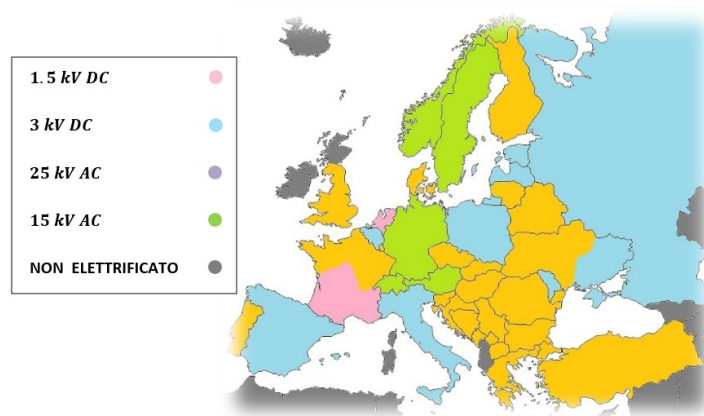 1.5 kV DC
3 kV DC
25 kV AC
15 kV AC
NON ELETTRIFICATO